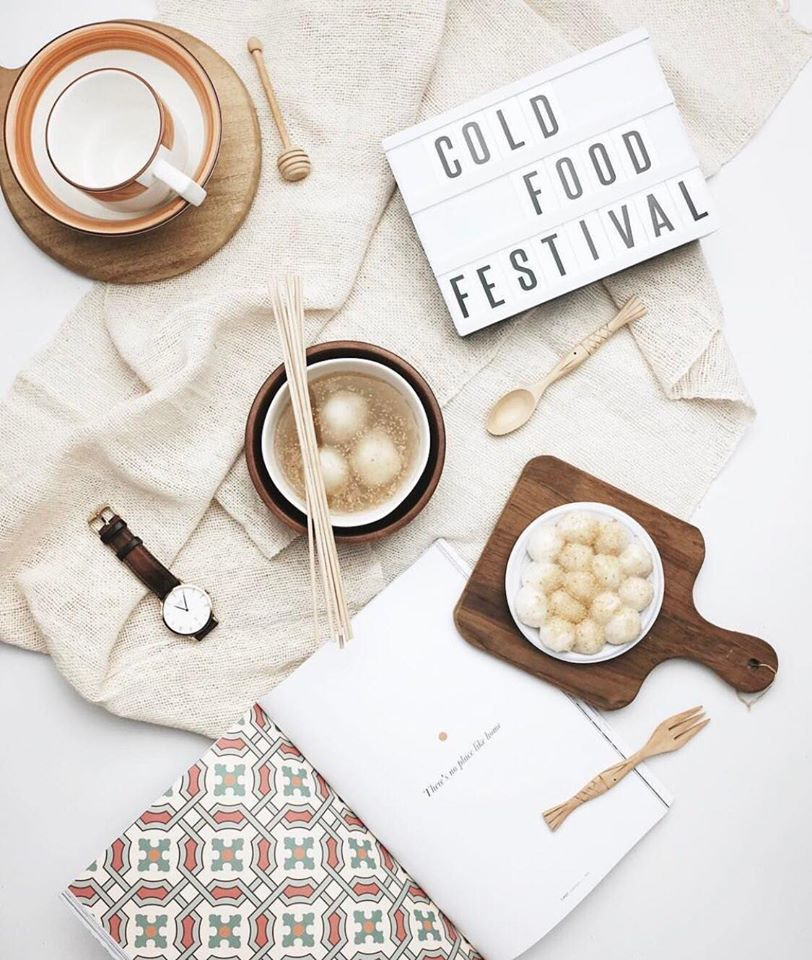 COLD
FOOD
FESTIVAL
'There's no place like home